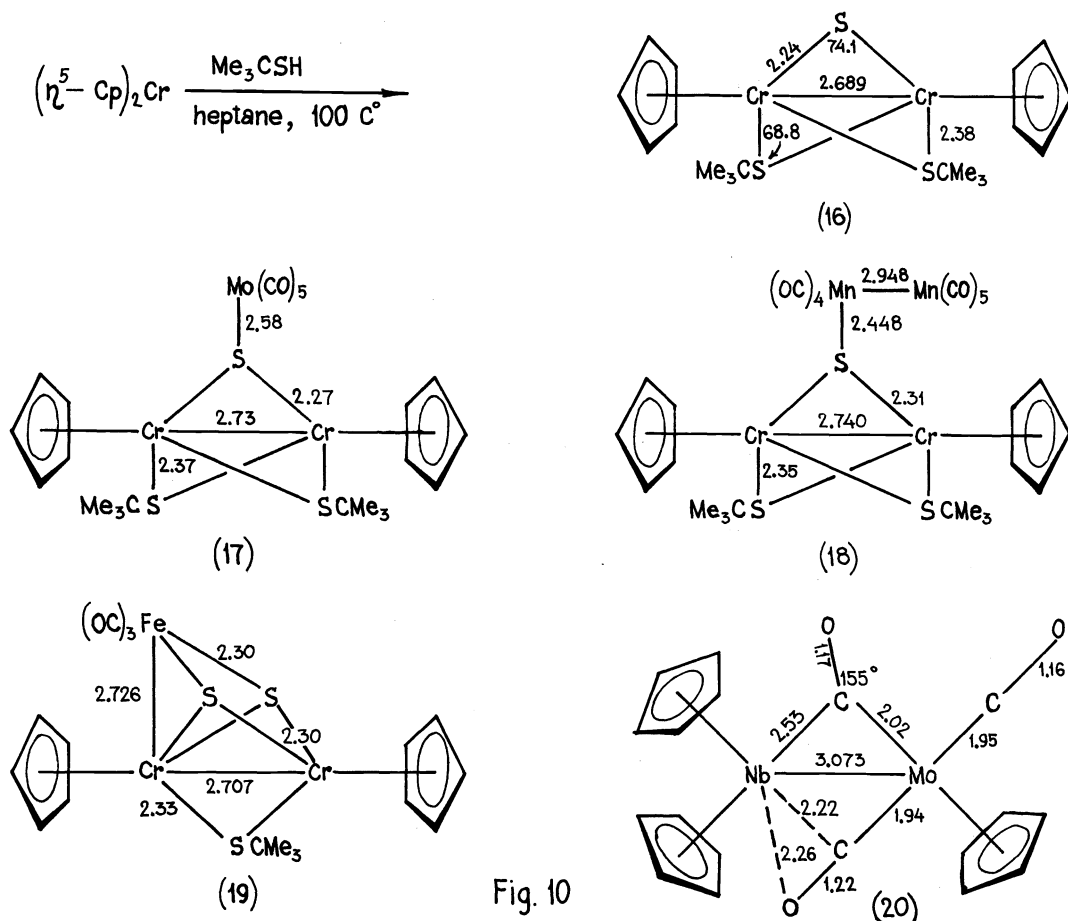 (η⁵– Cp)₂Cr
Me₃CSH
heptane, 100 C°
S
2.24
74.1
Cr
2.689
Cr
68.8
2.38
Me₃CS
SCMe₃
(16)
Mo(CO)₅
2.58
S
2.27
Cr
2.73
Cr
2.37
Me₃CS
SCMe₃
(17)
(OC)₄Mn
2.948
Mn(CO)₅
2.448
S
2.31
Cr
2.740
Cr
2.35
Me₃CS
SCMe₃
(18)
(OC)₃Fe
2.30
2.726
S
S
2.30
Cr
2.707
Cr
2.33
SCMe₃
(19)
Fig. 10
O
O
1.17
155°
1.16
C
C
2.53
2.02
1.95
Nb
3.073
Mo
2.22
1.94
2.26
C
1.22
O
(20)